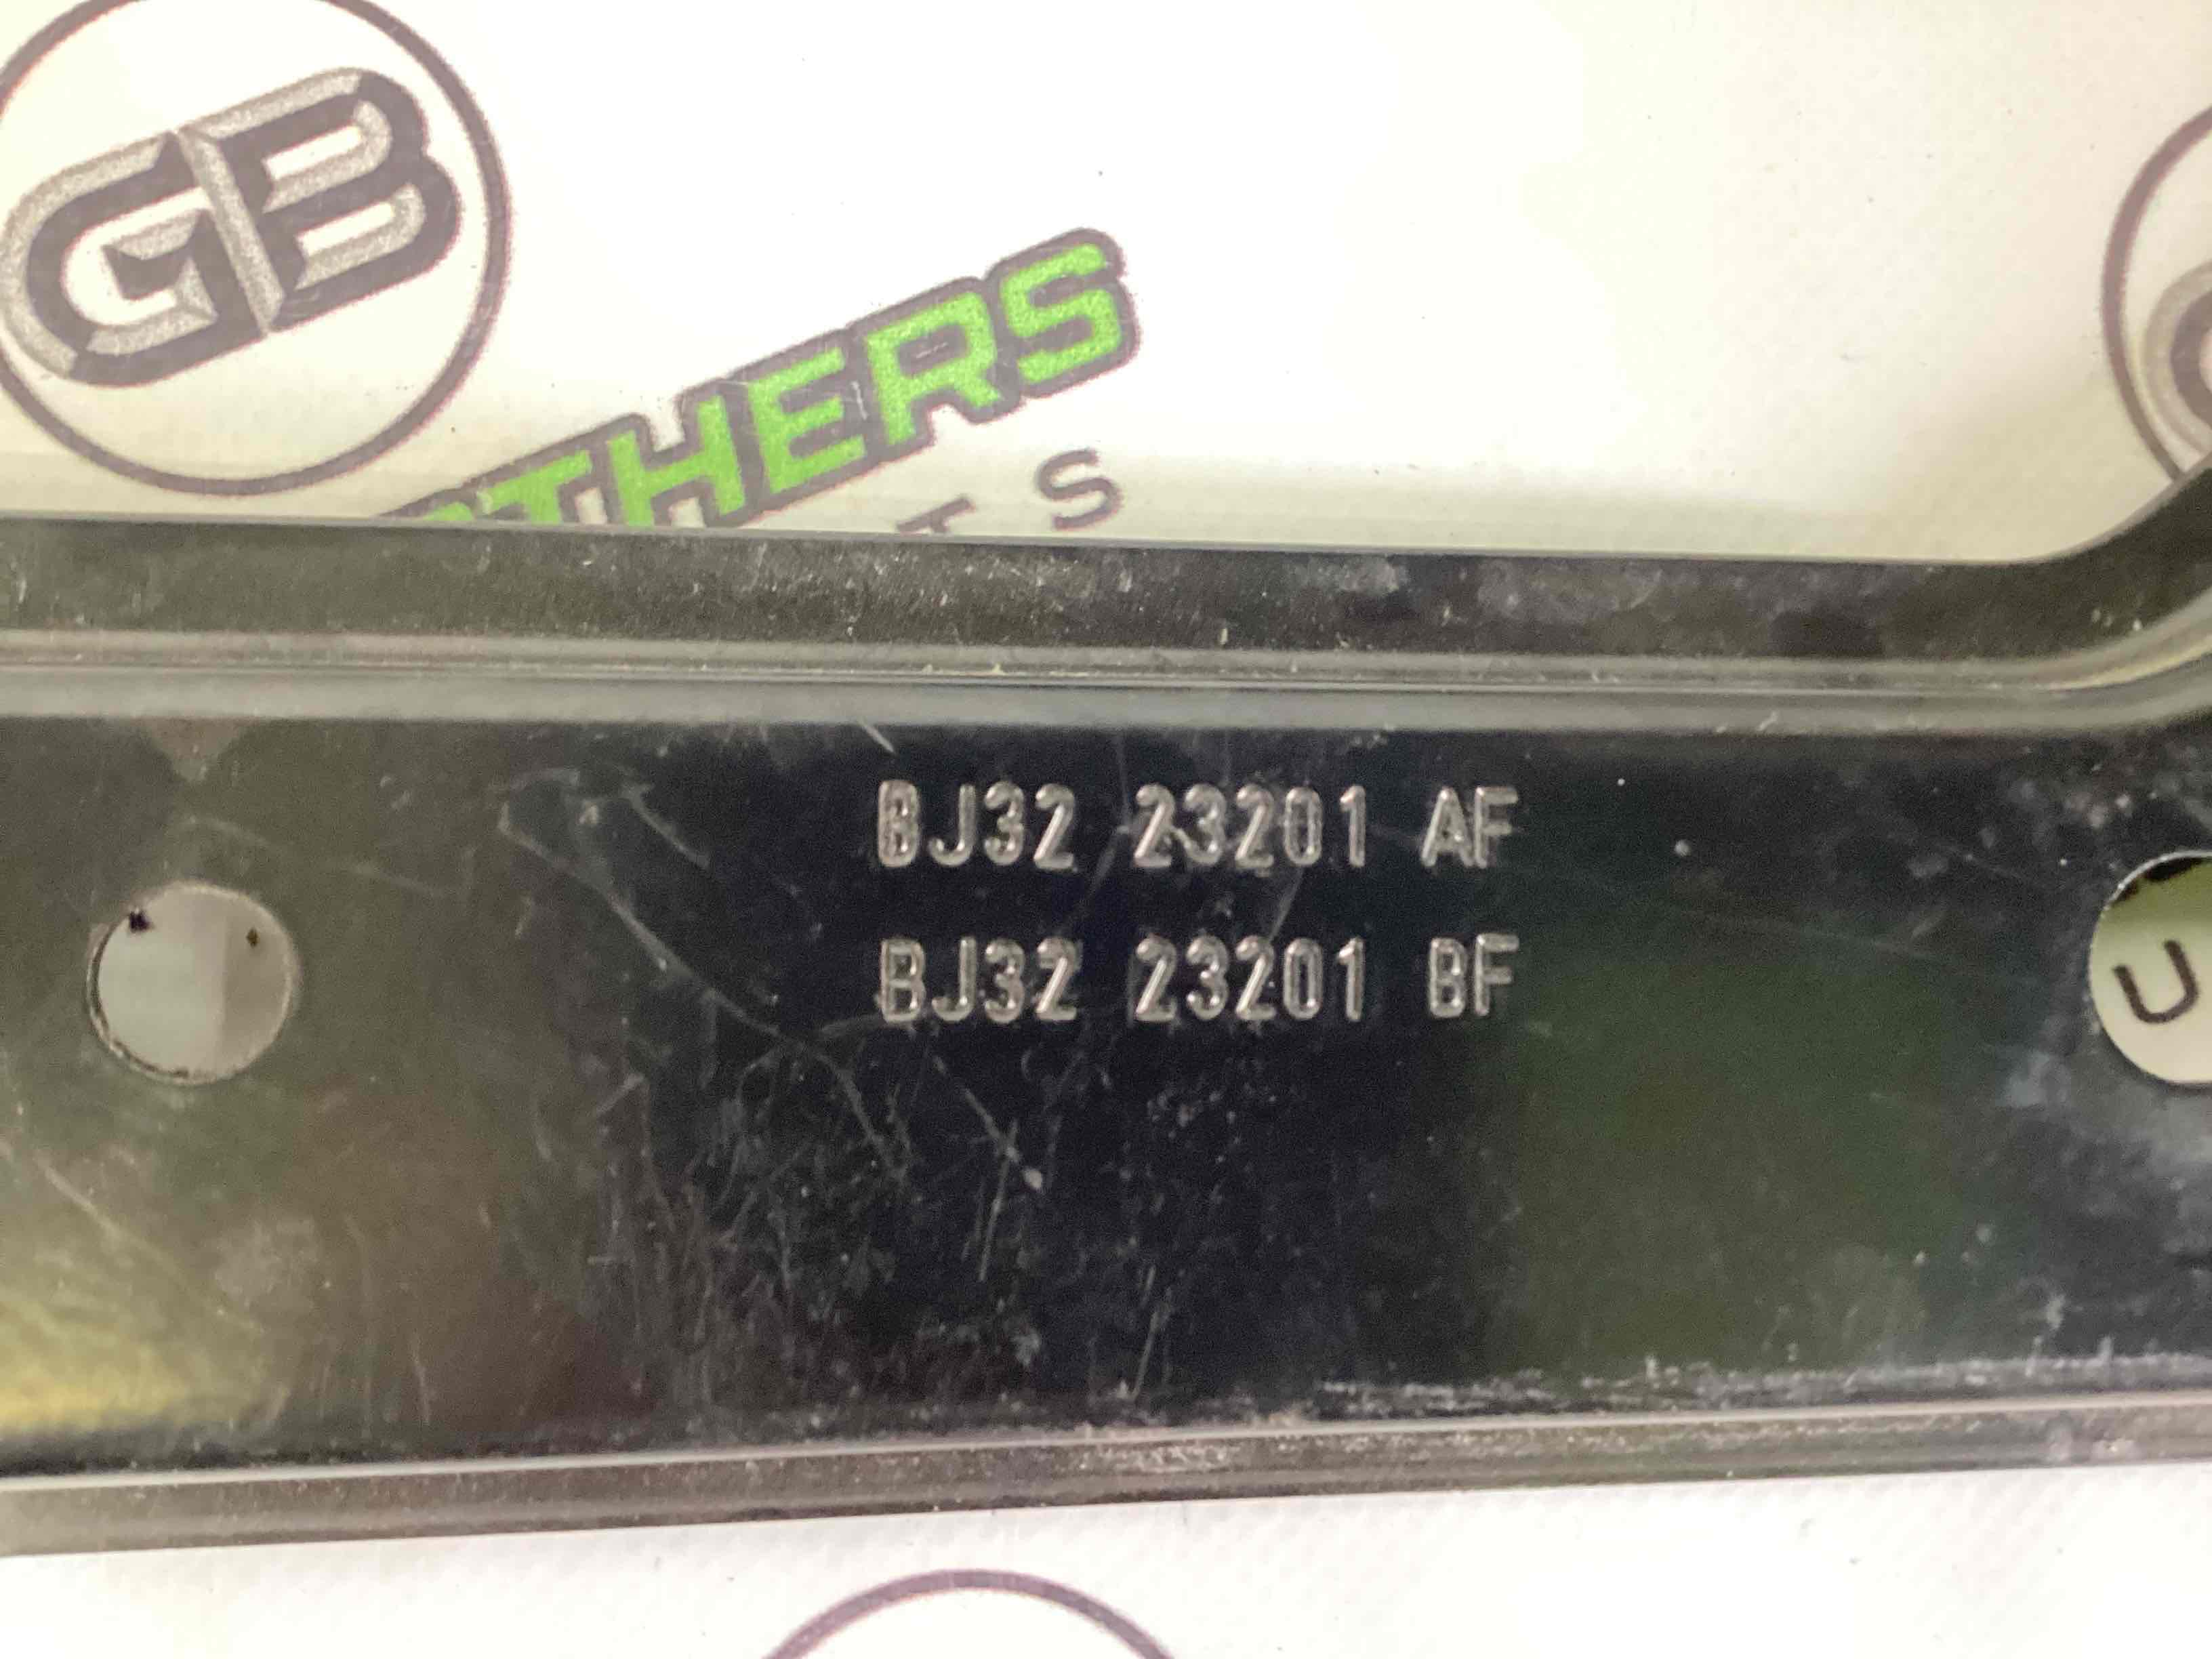 GB
THERS
S
BJ32 23201 AF
BJ32 23201 BF
U